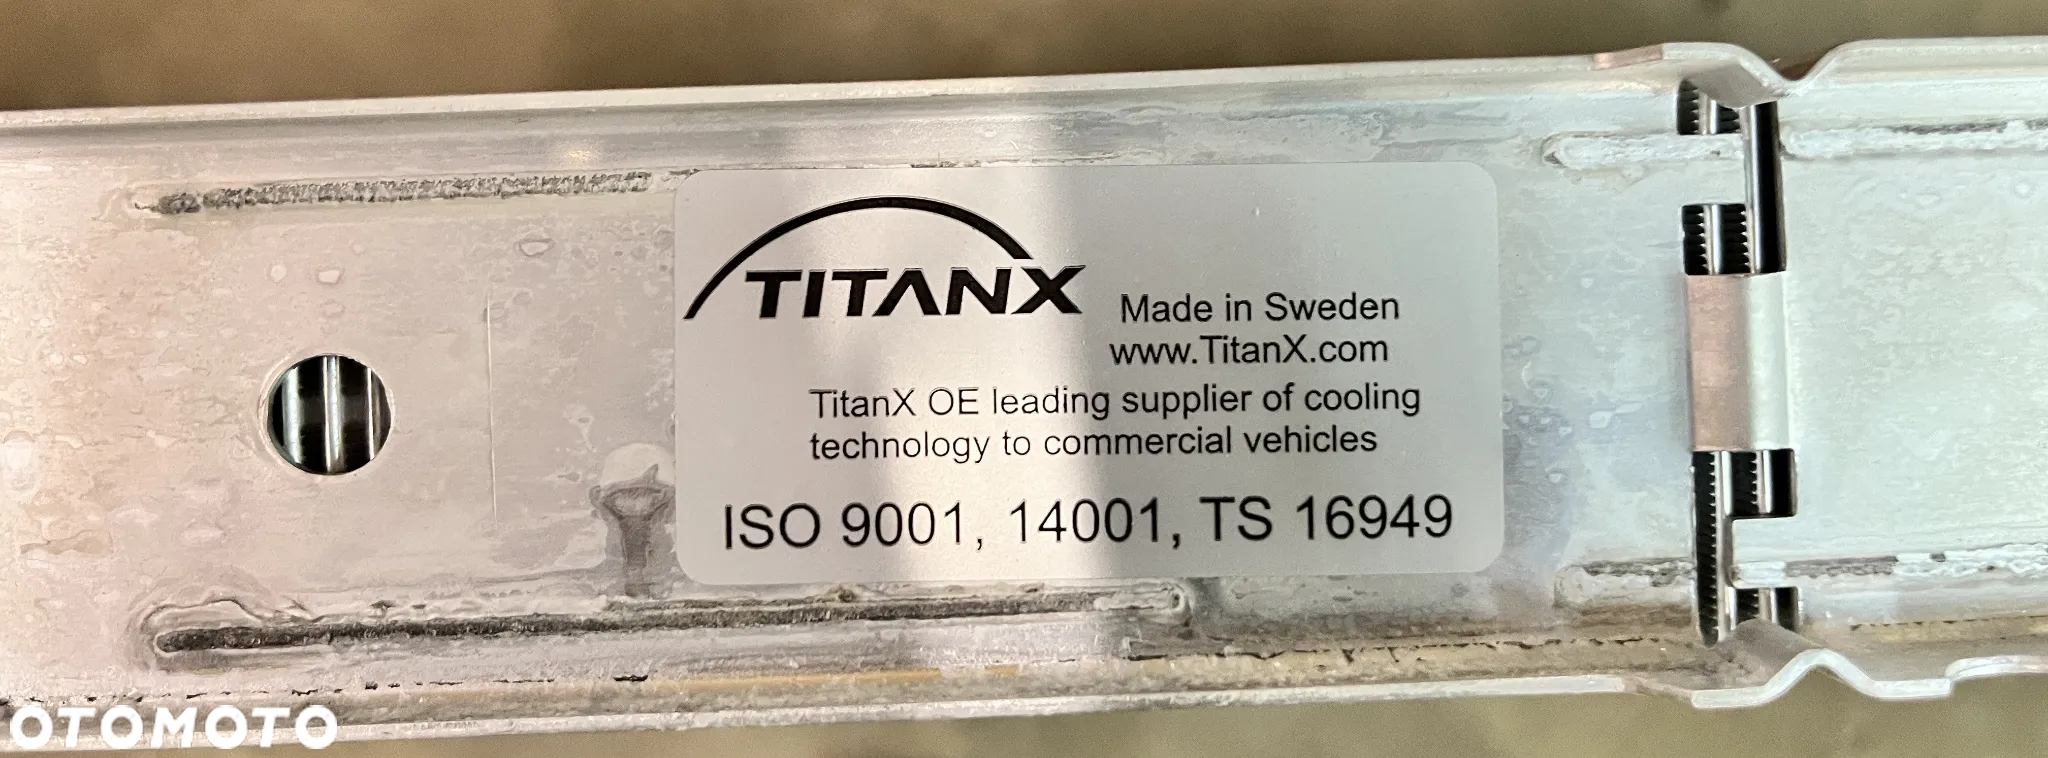 TITANX
Made in Sweden
www.TitanX.com
TitanX OE leading supplier of cooling
technology to commercial vehicles
ISO 9001, 14001, TS 16949
OTOMOTO